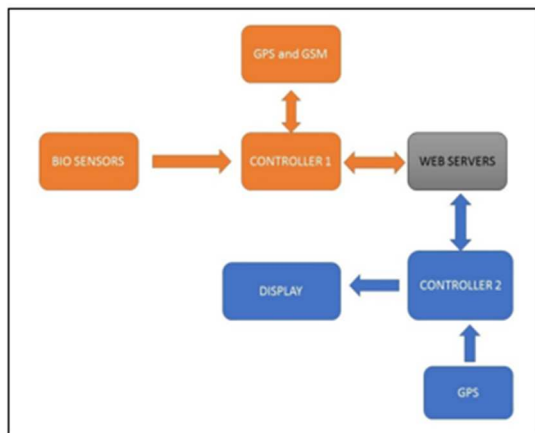 GPS and GSM
BIO SENSORS
CONTROLLER 1
WEB SERVERS
DISPLAY
CONTROLLER 2
GPS